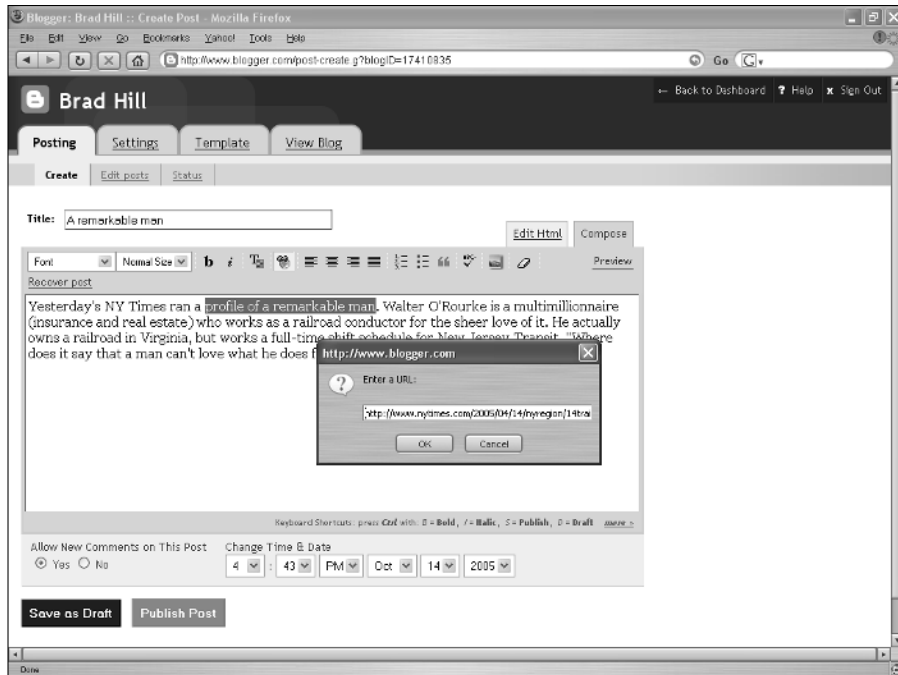 Blogger: Brad Hill :: Create Post - Mozilla Firefox
File Edit View Go Bookmarks Yahoo! Tools Help
http://www.blogger.com/post-create.g?blogID=17410835 Go
← Back to Dashboard ? Help x Sign Out
Brad Hill
Posting Settings Template View Blog
Create Edit posts Status
Title: A remarkable man
Edit Html Compose
Font Normal Size b i Preview
Recover post
Yesterday's NY Times ran a profile of a remarkable man. Walter O'Rourke is a multimillionnaire
(insurance and real estate) who works as a railroad conductor for the sheer love of it. He actually
owns a railroad in Virginia, but works a full-time shift schedule for New Jersey Transit. "Where
does it say that a man can't love what he does f
http://www.blogger.com
Enter a URL:
http://www.nytimes.com/2005/04/14/nyregion/14trai
OK Cancel
Keyboard Shortcuts: press Ctrl with: B = Bold, I = Italic, S = Publish, D = Draft more >
Allow New Comments on This Post Change Time & Date
Yes No 4 : 43 PM Oct 14 2005
Save as Draft Publish Post
Done